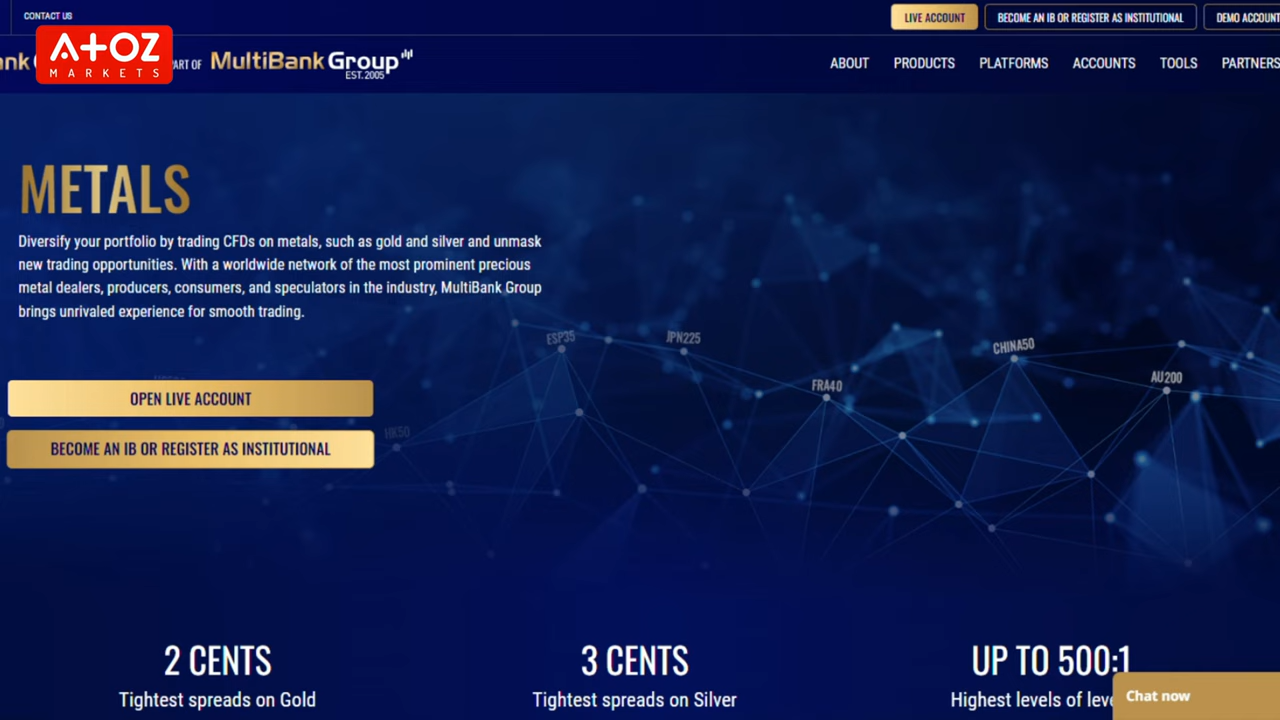 CONTACT US
LIVE ACCOUNT
BECOME AN IB OR REGISTER AS INSTITUTIONAL
DEMO ACCOUNT
A+OZ
MARKETS
PART OF
MultiBank Group
EST. 2005
ABOUT
PRODUCTS
PLATFORMS
ACCOUNTS
TOOLS
PARTNERS
METALS
Diversify your portfolio by trading CFDs on metals, such as gold and silver and unmask
new trading opportunities. With a worldwide network of the most prominent precious
metal dealers, producers, consumers, and speculators in the industry, MultiBank Group
brings unrivaled experience for smooth trading.
ESP35
JPN225
CHINA50
FRA40
AU200
OPEN LIVE ACCOUNT
HK50
BECOME AN IB OR REGISTER AS INSTITUTIONAL
2 CENTS
Tightest spreads on Gold
3 CENTS
Tightest spreads on Silver
UP TO 500:1
Highest levels of
Chat now